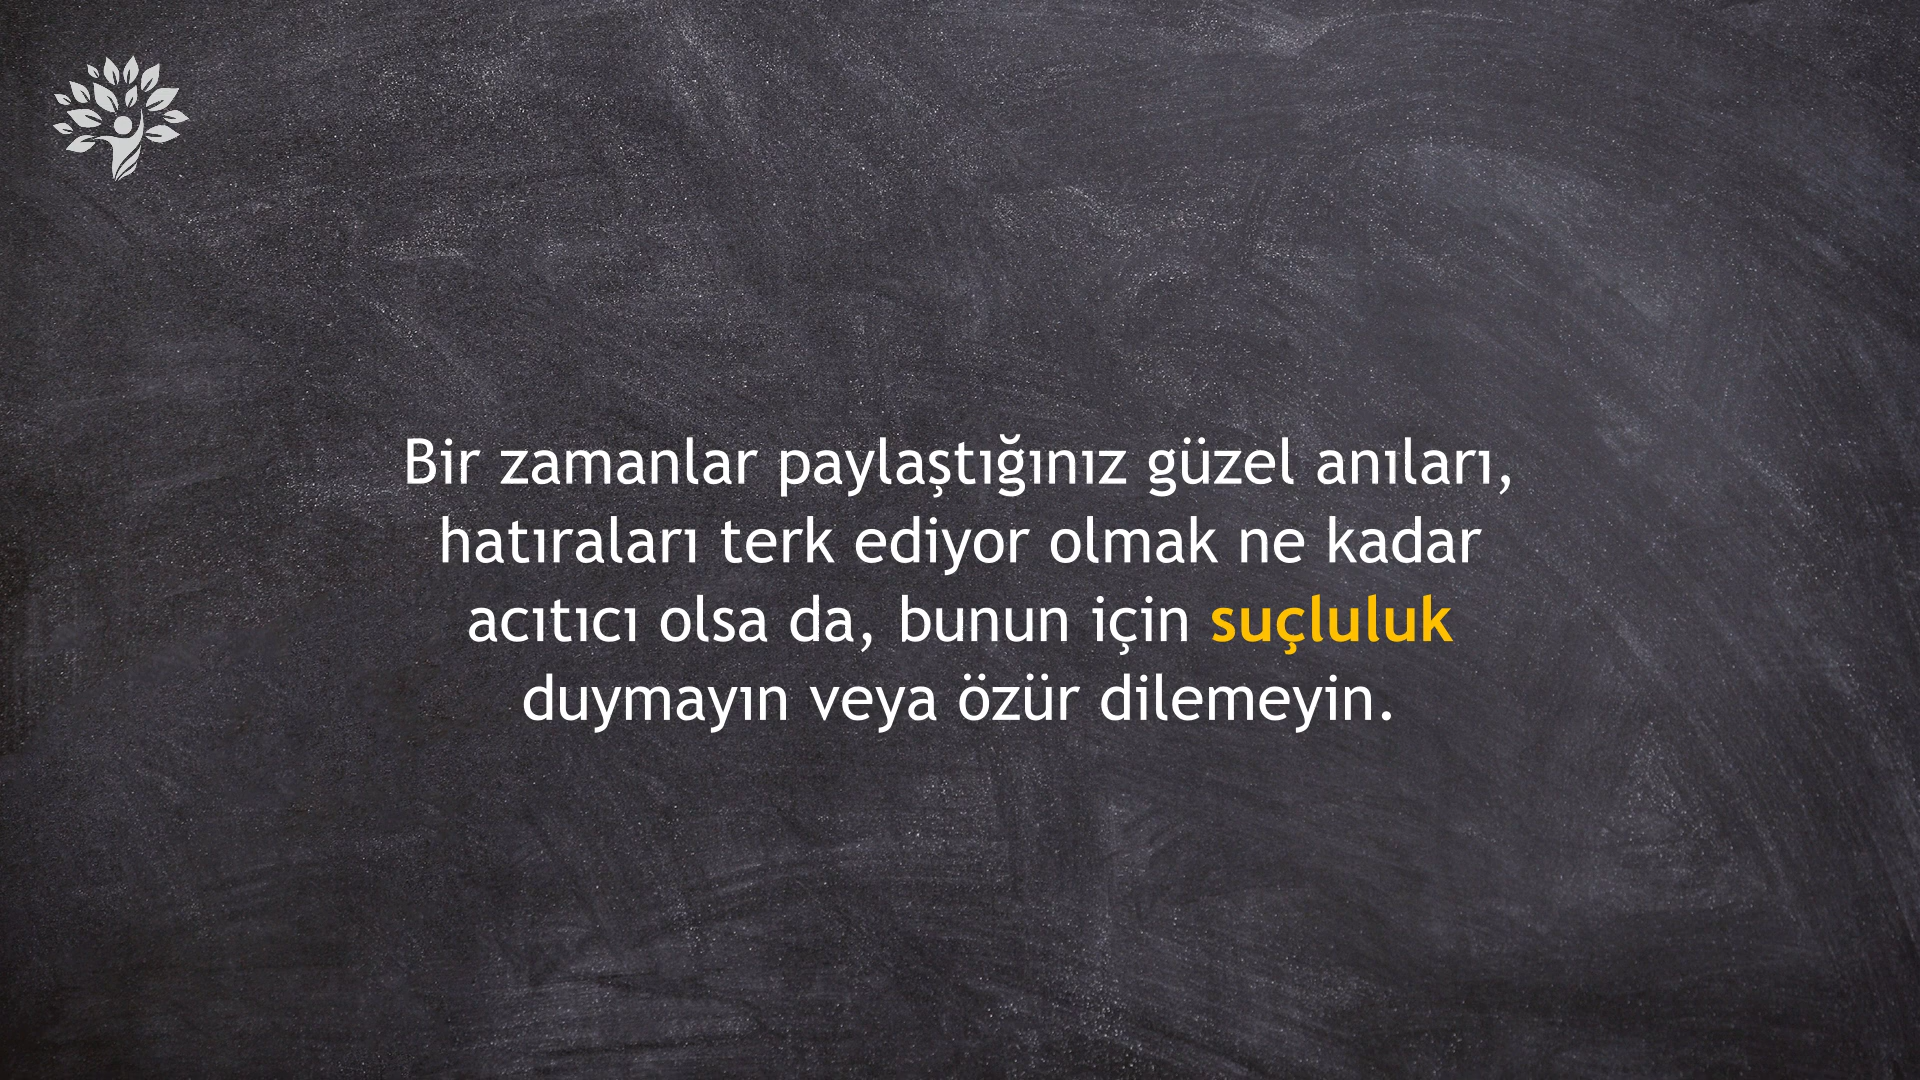 Bir zamanlar paylaştığınız güzel anıları,
hatıraları terk ediyor olmak ne kadar
acıtıcı olsa da, bunun için suçluluk
duymayın veya özür dilemeyin.